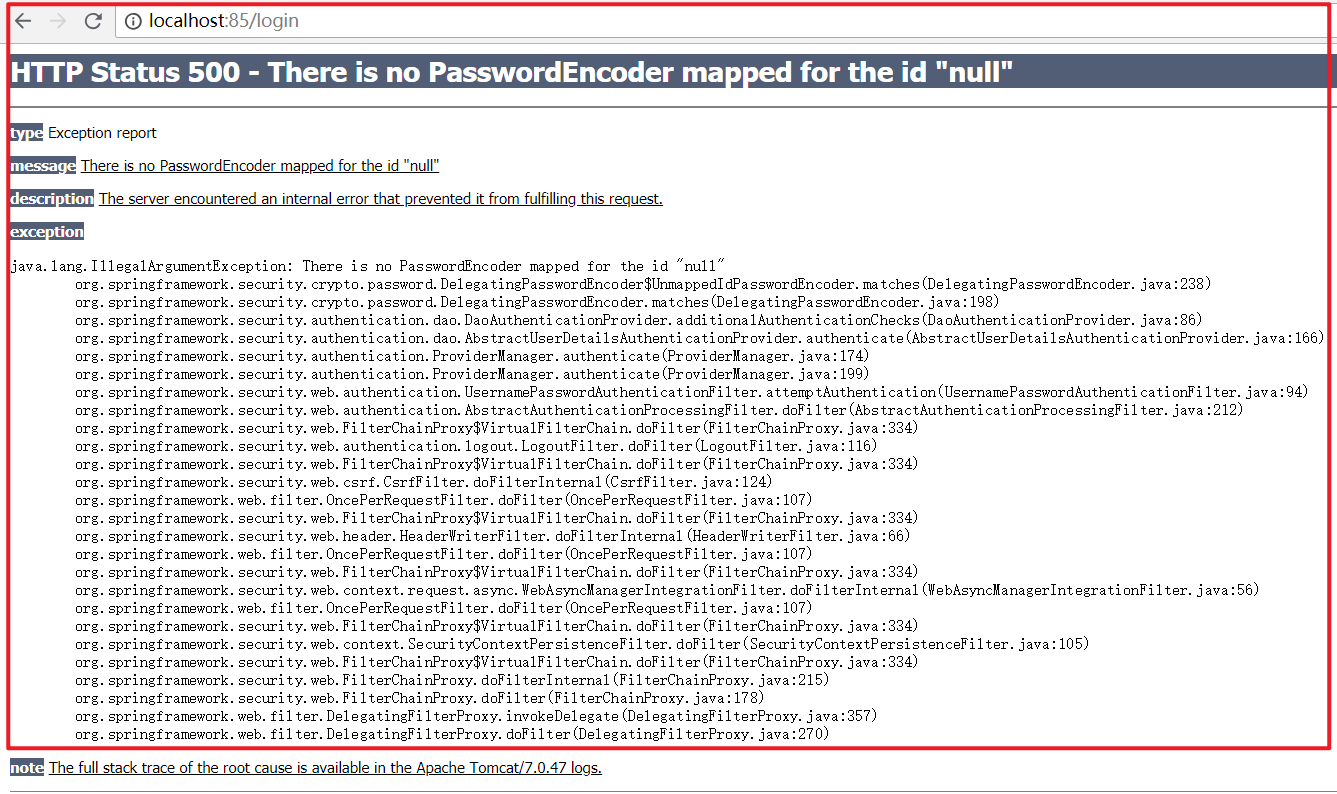 localhost:85/login
HTTP Status 500 - There is no PasswordEncoder mapped for the id "null"
type Exception report
message There is no PasswordEncoder mapped for the id "null"
description The server encountered an internal error that prevented it from fulfilling this request.
exception
java.lang.IllegalArgumentException: There is no PasswordEncoder mapped for the id "null"
org.springframework.security.crypto.password.DelegatingPasswordEncoder$UnmappedIdPasswordEncoder.matches(DelegatingPasswordEncoder.java:238)
org.springframework.security.crypto.password.DelegatingPasswordEncoder.matches(DelegatingPasswordEncoder.java:198)
org.springframework.security.authentication.dao.DaoAuthenticationProvider.additionalAuthenticationChecks(DaoAuthenticationProvider.java:86)
org.springframework.security.authentication.dao.AbstractUserDetailsAuthenticationProvider.authenticate(AbstractUserDetailsAuthenticationProvider.java:166)
org.springframework.security.authentication.ProviderManager.authenticate(ProviderManager.java:174)
org.springframework.security.authentication.ProviderManager.authenticate(ProviderManager.java:199)
org.springframework.security.web.authentication.UsernamePasswordAuthenticationFilter.attemptAuthentication(UsernamePasswordAuthenticationFilter.java:94)
org.springframework.security.web.authentication.AbstractAuthenticationProcessingFilter.doFilter(AbstractAuthenticationProcessingFilter.java:212)
org.springframework.security.web.FilterChainProxy$VirtualFilterChain.doFilter(FilterChainProxy.java:334)
org.springframework.security.web.authentication.logout.LogoutFilter.doFilter(LogoutFilter.java:116)
org.springframework.security.web.FilterChainProxy$VirtualFilterChain.doFilter(FilterChainProxy.java:334)
org.springframework.security.web.csrf.CsrfFilter.doFilterInternal(CsrfFilter.java:124)
org.springframework.web.filter.OncePerRequestFilter.doFilter(OncePerRequestFilter.java:107)
org.springframework.security.web.FilterChainProxy$VirtualFilterChain.doFilter(FilterChainProxy.java:334)
org.springframework.security.web.header.HeaderWriterFilter.doFilterInternal(HeaderWriterFilter.java:66)
org.springframework.web.filter.OncePerRequestFilter.doFilter(OncePerRequestFilter.java:107)
org.springframework.security.web.FilterChainProxy$VirtualFilterChain.doFilter(FilterChainProxy.java:334)
org.springframework.security.web.context.request.async.WebAsyncManagerIntegrationFilter.doFilterInternal(WebAsyncManagerIntegrationFilter.java:56)
org.springframework.web.filter.OncePerRequestFilter.doFilter(OncePerRequestFilter.java:107)
org.springframework.security.web.FilterChainProxy$VirtualFilterChain.doFilter(FilterChainProxy.java:334)
org.springframework.security.web.context.SecurityContextPersistenceFilter.doFilter(SecurityContextPersistenceFilter.java:105)
org.springframework.security.web.FilterChainProxy$VirtualFilterChain.doFilter(FilterChainProxy.java:334)
org.springframework.security.web.FilterChainProxy.doFilterInternal(FilterChainProxy.java:215)
org.springframework.security.web.FilterChainProxy.doFilter(FilterChainProxy.java:178)
org.springframework.web.filter.DelegatingFilterProxy.invokeDelegate(DelegatingFilterProxy.java:357)
org.springframework.web.filter.DelegatingFilterProxy.doFilter(DelegatingFilterProxy.java:270)
note The full stack trace of the root cause is available in the Apache Tomcat/7.0.47 logs.